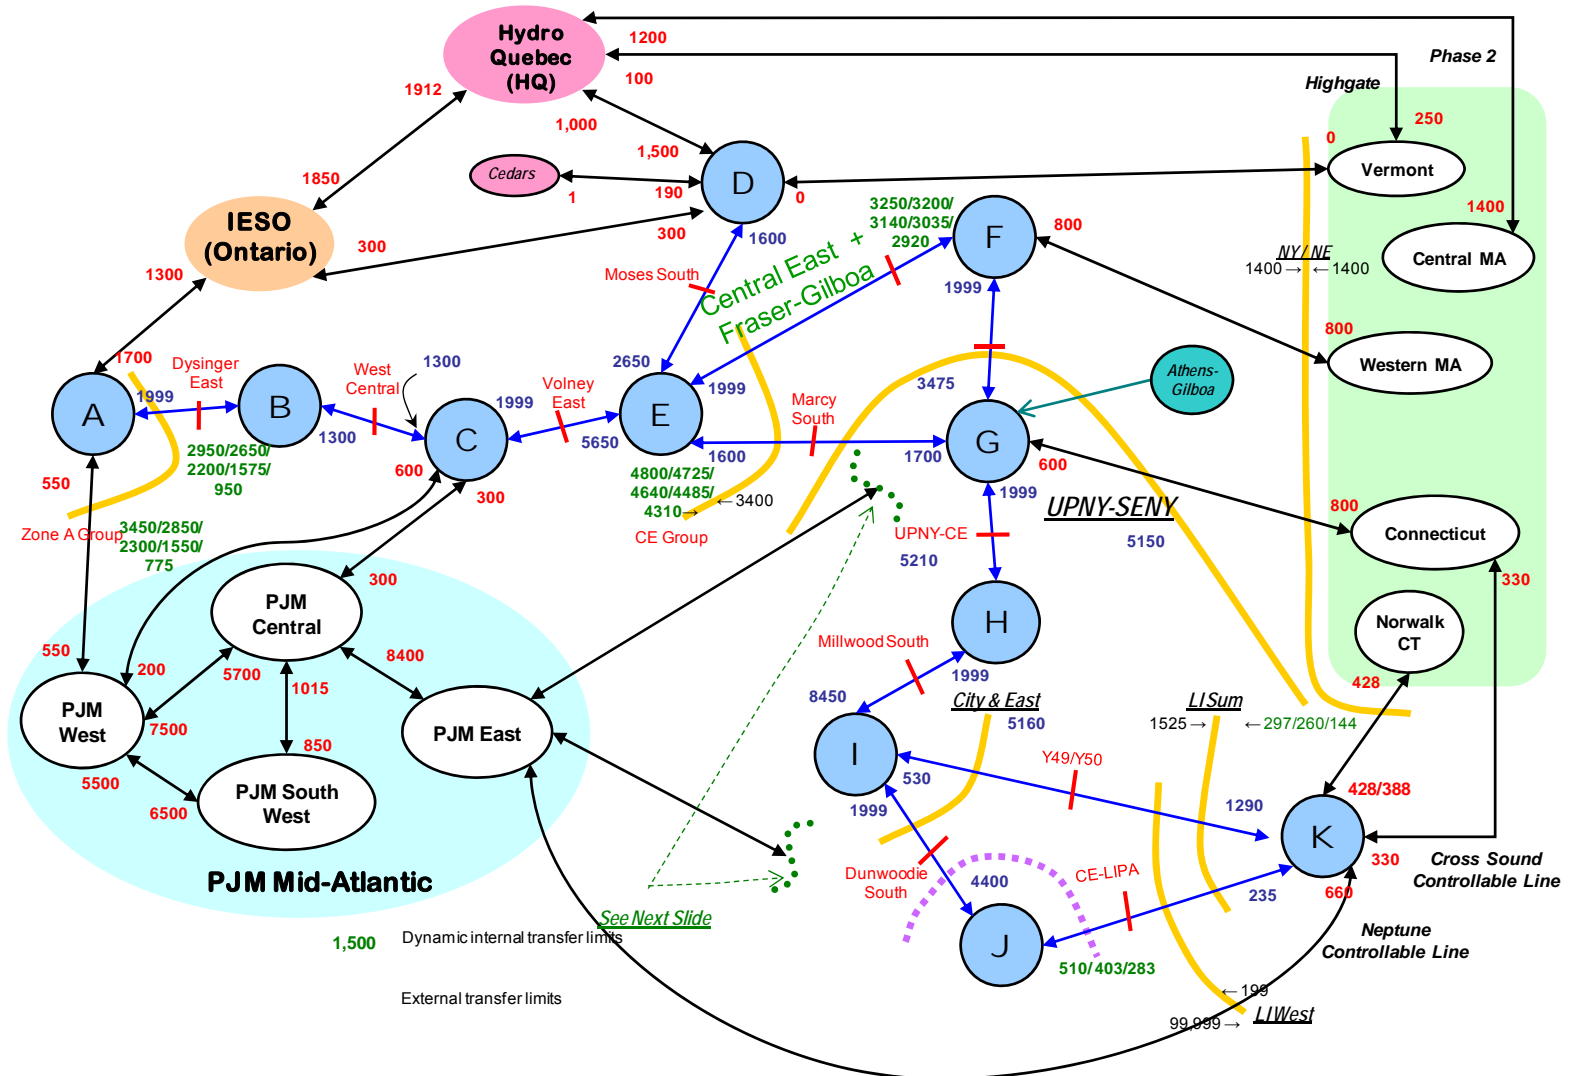 Hydro
Quebec
(HQ)
1200
100
1912
Phase 2
Highgate
250
0
1,000
1,500
Cedars
1
190
D
0
Vermont
1850
IESO
(Ontario)
300
300
1600
3250/3200/
3140/3035/
2920
F
800
1400
Central MA
NY/NE
1400→ ←1400
1300
Moses South
Central East +
Fraser-Gilboa
1999
1700
Dysinger
East
1999
A
B
West
Central
1300
1300
1999
C
Volney
East
5650
2650
1999
E
1600
Marcy
South
3475
1700
G
1999
600
Athens-
Gilboa
800
Western MA
2950/2650/
2200/1575/
950
600
300
550
4800/4725/
4640/4485/
4310→
←3400
CE Group
Zone A Group
3450/2850/
2300/1550/
775
UPNY-CE
5210
UPNY-SENY
5150
800
Connecticut
330
PJM
Central
300
H
Norwalk
CT
428
Millwood South
1999
8450
550
200
5700
1015
8400
PJM
West
7500
PJM East
850
5500
6500
PJM South
West
PJM Mid-Atlantic
City & East
5160
LI Sum
1525→ ←297/260/144
I
530
1999
Y49/Y50
1290
428/388
K
330
660
Cross Sound
Controllable Line
Dunwoodie
South
4400
CE-LIPA
235
J
510/403/283
Neptune
Controllable Line
See Next Slide
1,500
Dynamic internal transfer limits
External transfer limits
←199
99,999→
LI West